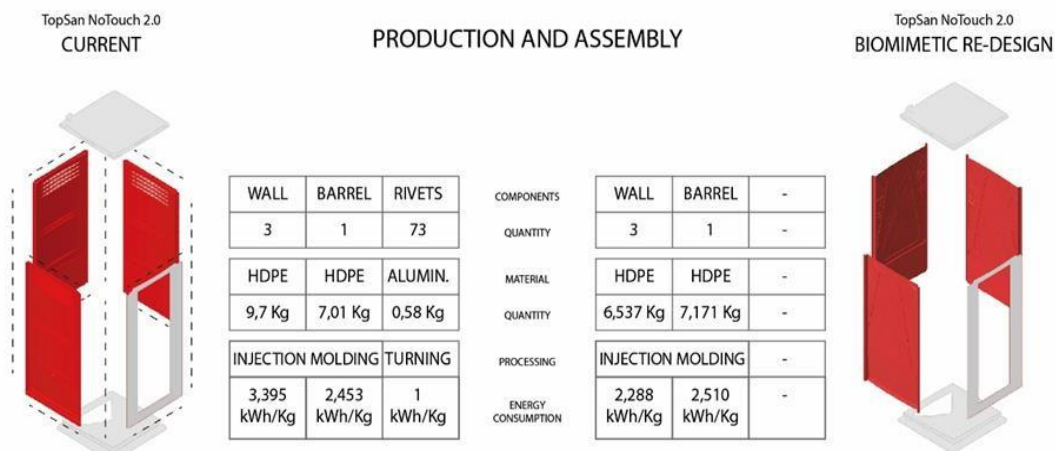 TopSan NoTouch 2.0
CURRENT
PRODUCTION AND ASSEMBLY
TopSan NoTouch 2.0
BIOMIMETIC RE-DESIGN
WALL BARREL RIVETS COMPONENTS WALL BARREL -
3 1 73 QUANTITY 3 1 -
HDPE HDPE ALUMIN. MATERIAL HDPE HDPE -
9,7 Kg 7,01 Kg 0,58 Kg QUANTITY 6,537 Kg 7,171 Kg -
INJECTION MOLDING TURNING PROCESSING INJECTION MOLDING -
3,395 2,453 1 ENERGY 2,288 2,510 -
kWh/Kg kWh/Kg kWh/Kg CONSUMPTION kWh/Kg kWh/Kg